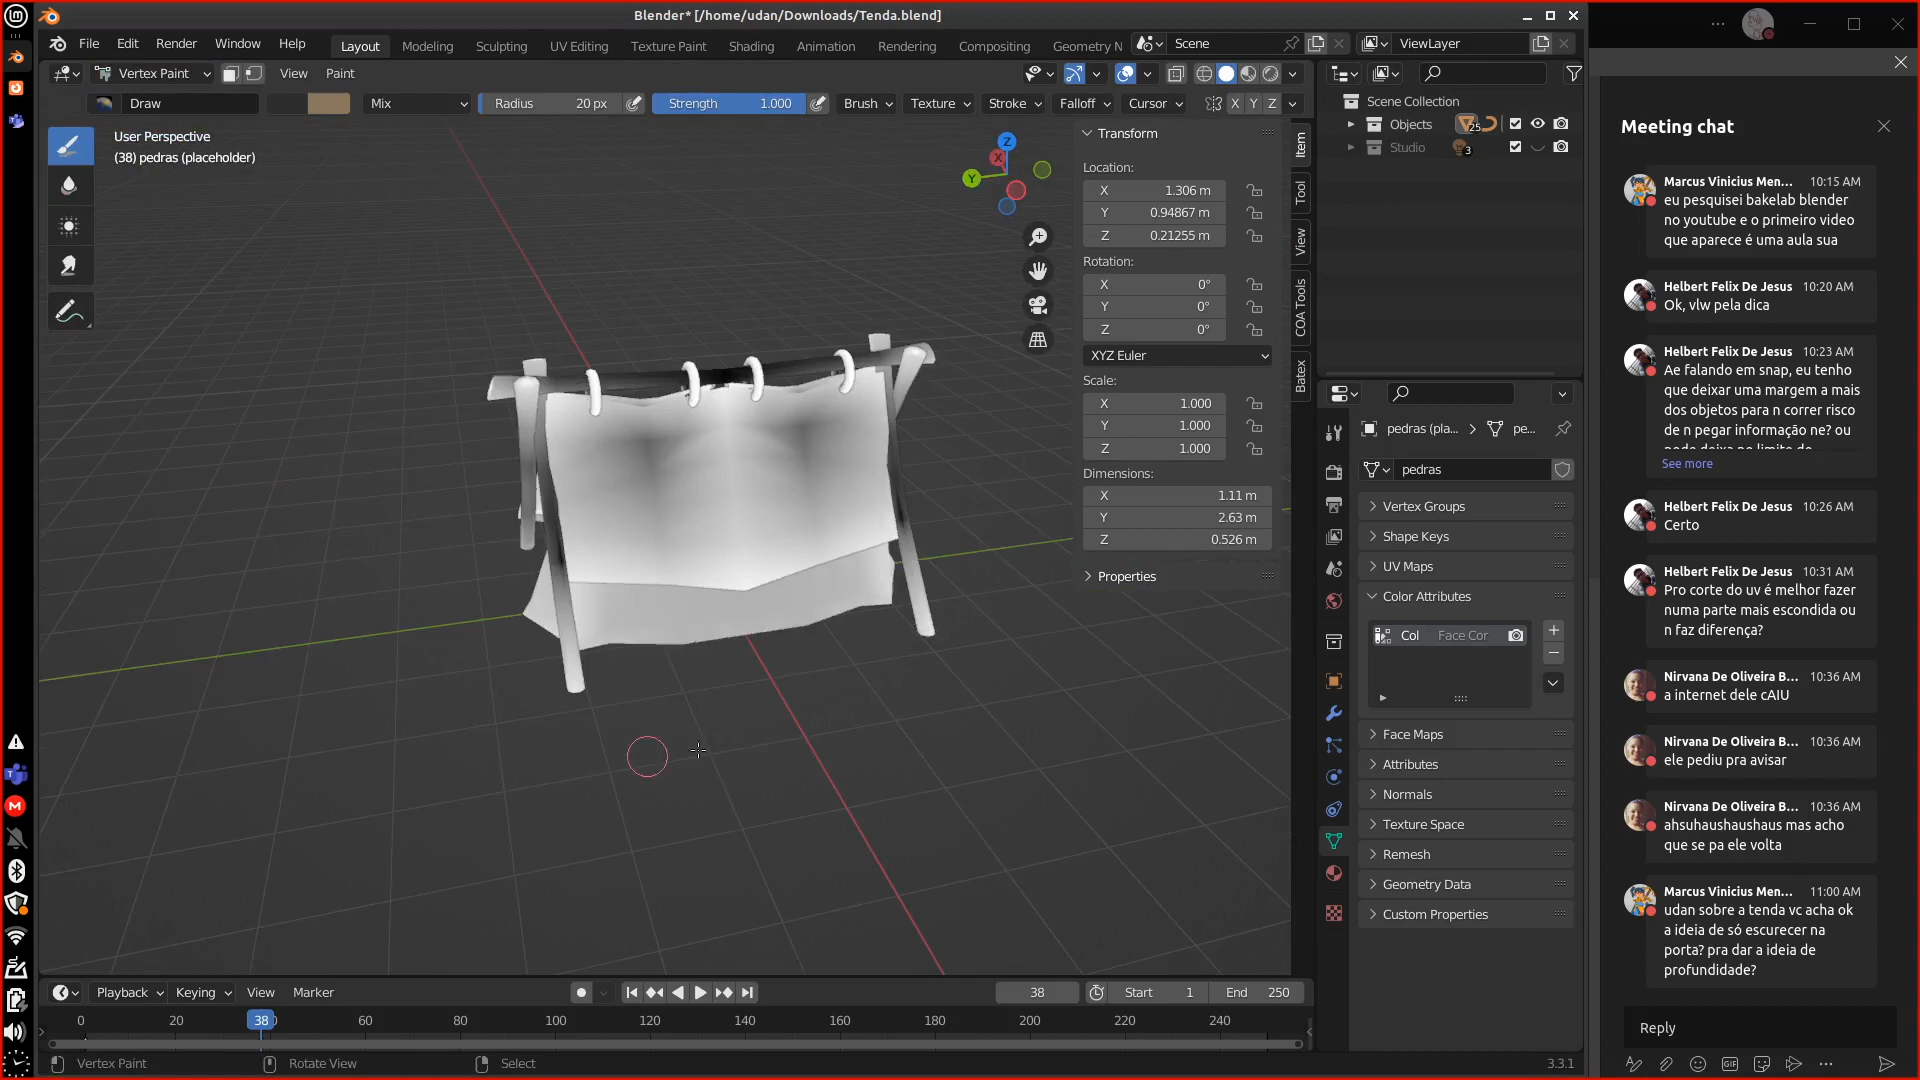 Blender* [/home/udan/Downloads/Tenda.blend]
File Edit Render Window Help Layout Modeling Sculpting UV Editing Texture Paint Shading Animation Rendering Compositing Geometry N Scene ViewLayer
Vertex Paint View Paint
Draw Mix Radius 20 px Strength 1.000 Brush Texture Stroke Falloff Cursor X Y Z
User Perspective
(38) pedras (placeholder)
Z
X
Y
Transform
Location:
X 1.306 m
Y 0.94867 m
Z 0.21255 m
Rotation:
X 0°
Y 0°
Z 0°
XYZ Euler
Scale:
X 1.000
Y 1.000
Z 1.000
Dimensions:
X 1.11 m
Y 2.63 m
Z 0.526 m
Properties
Item
Tool
View
COA Tools
Batex
Scene Collection
Objects 25
Studio 3
pedras (pla... pe...
pedras
Vertex Groups
Shape Keys
UV Maps
Color Attributes
Col Face Cor
Face Maps
Attributes
Normals
Texture Space
Remesh
Geometry Data
Custom Properties
Playback Keying View Marker 38 Start 1 End 250
0 20 38 60 80 100 120 140 160 180 200 220 240
Vertex Paint Rotate View Select 3.3.1
Meeting chat
Marcus Vinicius Men... 10:15 AM
eu pesquisei bakelab blender
no youtube e o primeiro video
que aparece é uma aula sua
Helbert Felix De Jesus 10:20 AM
Ok, vlw pela dica
Helbert Felix De Jesus 10:23 AM
Ae falando em snap, eu tenho
que deixar uma margem a mais
dos objetos para n correr risco
de n pegar informação ne? ou
pode deixa no limite do
See more
Helbert Felix De Jesus 10:26 AM
Certo
Helbert Felix De Jesus 10:31 AM
Pro corte do uv é melhor fazer
numa parte mais escondida ou
n faz diferença?
Nirvana De Oliveira B... 10:36 AM
a internet dele cAIU
Nirvana De Oliveira B... 10:36 AM
ele pediu pra avisar
Nirvana De Oliveira B... 10:36 AM
ahsuhaushaushaus mas acho
que se pa ele volta
Marcus Vinicius Men... 11:00 AM
udan sobre a tenda vc acha ok
a ideia de só escurecer na
porta? pra dar a ideia de
profundidade?
Reply
GIF